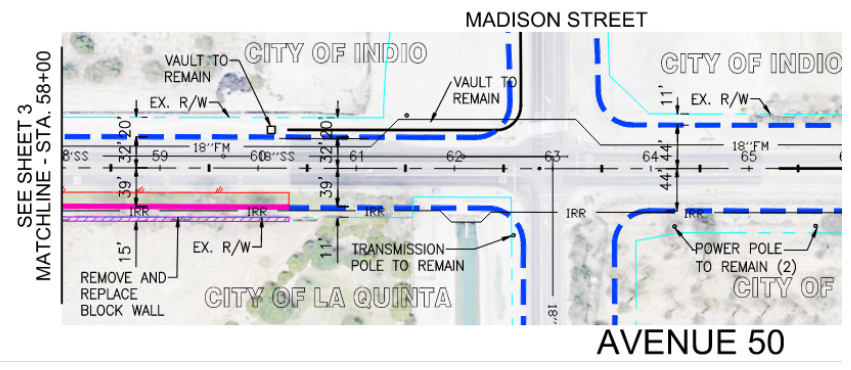 MADISON STREET
CITY OF INDIO
CITY OF INDIO
VAULT TO
REMAIN
VAULT TO
REMAIN
EX. R/W
EX. R/W
11'
SEE SHEET 3
MATCHLINE - STA. 58+00
20'
20'
18''FM
18''FM
32'
32'
44'
8''SS
59
60
8''SS
61
62
63
64
65
6
39'
39'
44'
IRR
IRR
IRR
IRR
IRR
15'
EX. R/W
11'
TRANSMISSION
POLE TO REMAIN
POWER POLE
TO REMAIN (2)
REMOVE AND
REPLACE
BLOCK WALL
CITY OF LA QUINTA
CITY OF
18''
AVENUE 50